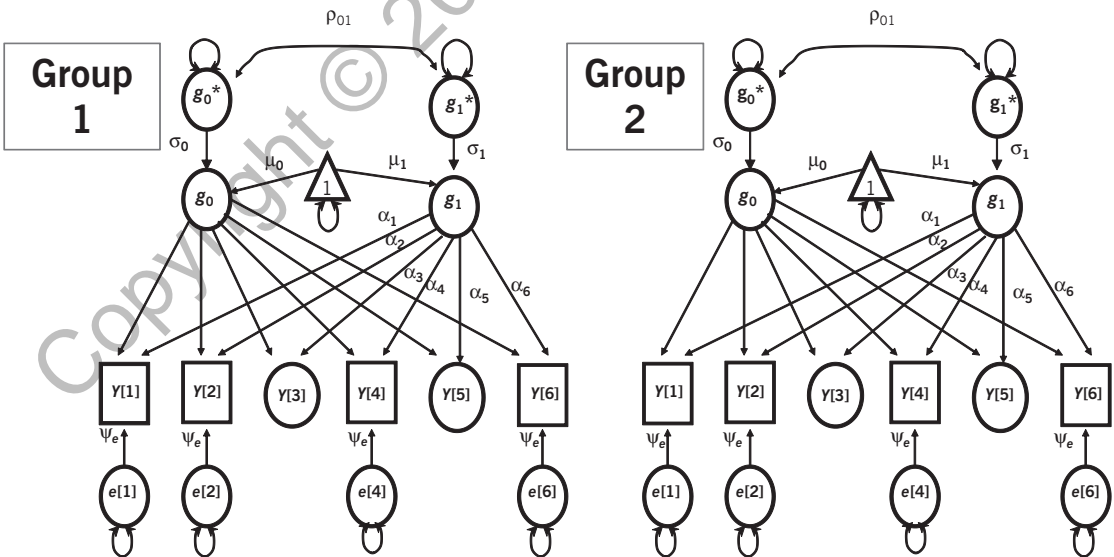 ρ01
Group
1
g0*
g1*
σ0
σ1
μ0
μ1
1
g0
g1
α1
α2
α3
α4
α5
α6
Y[1]
Y[2]
Y[3]
Y[4]
Y[5]
Y[6]
ψe
ψe
ψe
ψe
e[1]
e[2]
e[4]
e[6]
ρ01
Group
2
g0*
g1*
σ0
σ1
μ0
μ1
1
g0
g1
α1
α2
α3
α4
α5
α6
Y[1]
Y[2]
Y[3]
Y[4]
Y[5]
Y[6]
ψe
ψe
ψe
ψe
e[1]
e[2]
e[4]
e[6]
Copyright © 20